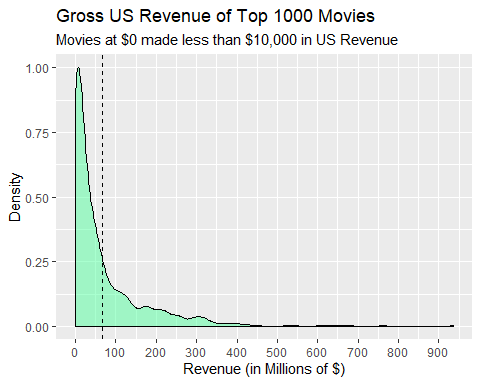 Gross US Revenue of Top 1000 Movies
Movies at $0 made less than $10,000 in US Revenue
1.00
0.75
0.50
0.25
0.00
Density
0 100 200 300 400 500 600 700 800 900
Revenue (in Millions of $)